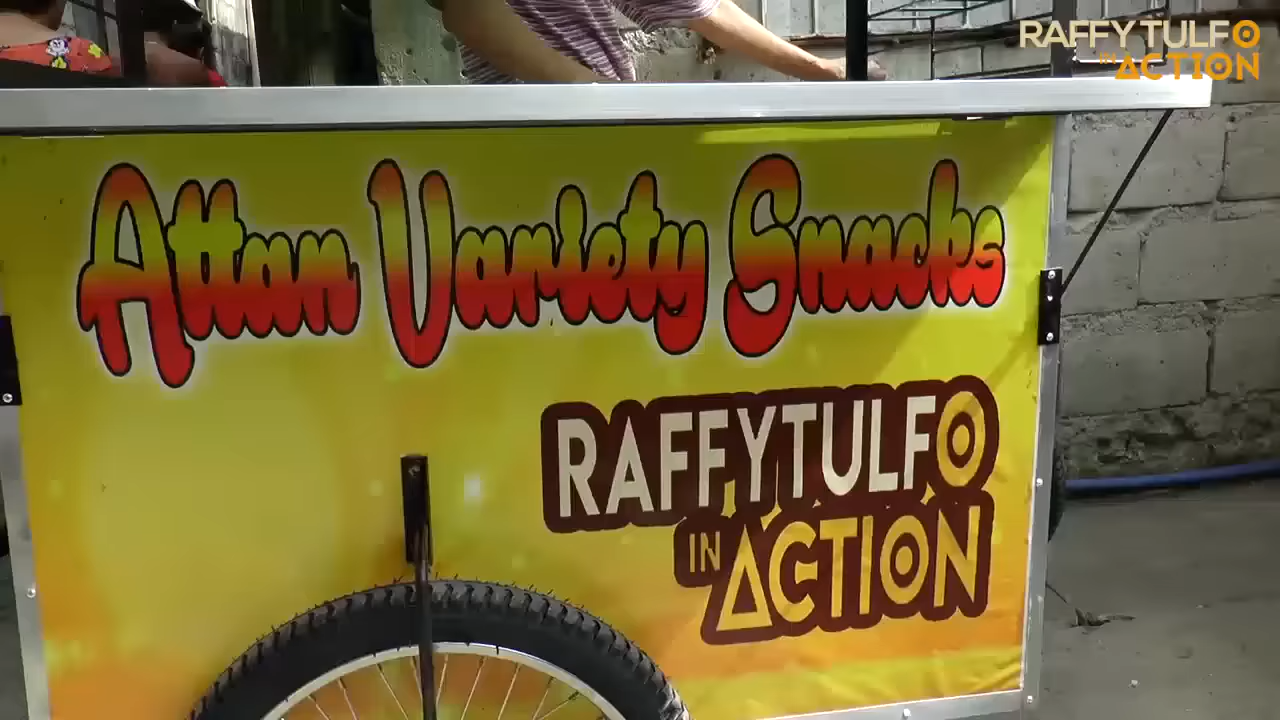 RAFFYTULFO
IN ACTION
Attan Variety Snacks
RAFFYTULFO
IN ACTION